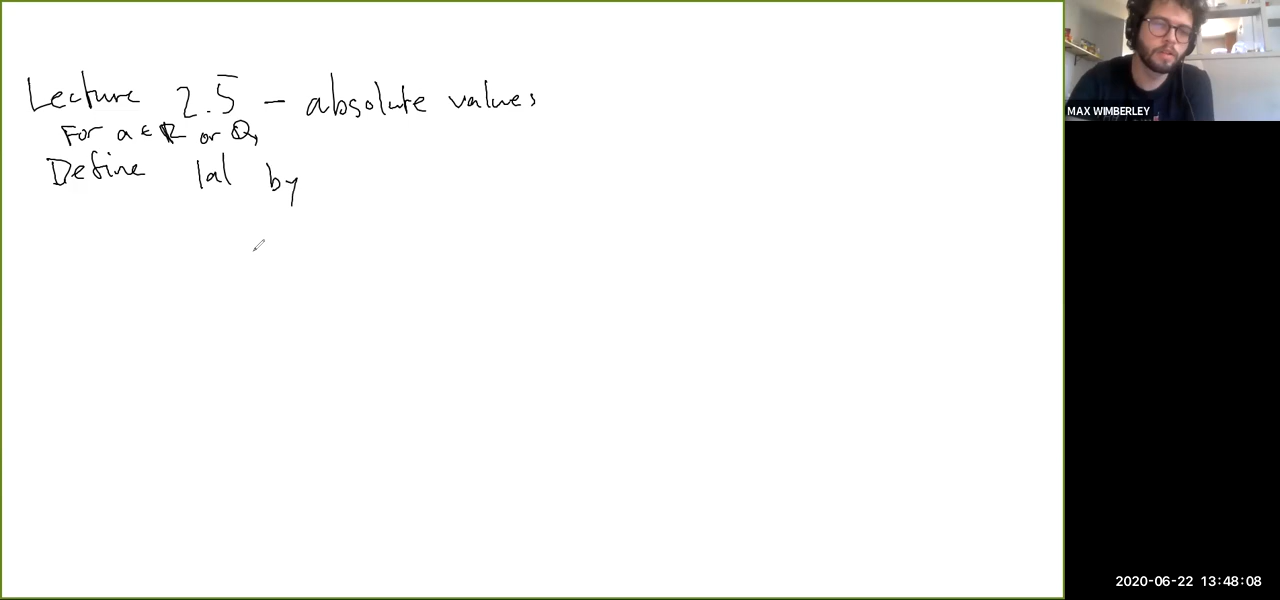 Lecture 2.5 - absolute values
For a ∈ ℝ or ℚ,
Define |a| by
MAX WIMBERLEY
2020-06-22 13:48:08